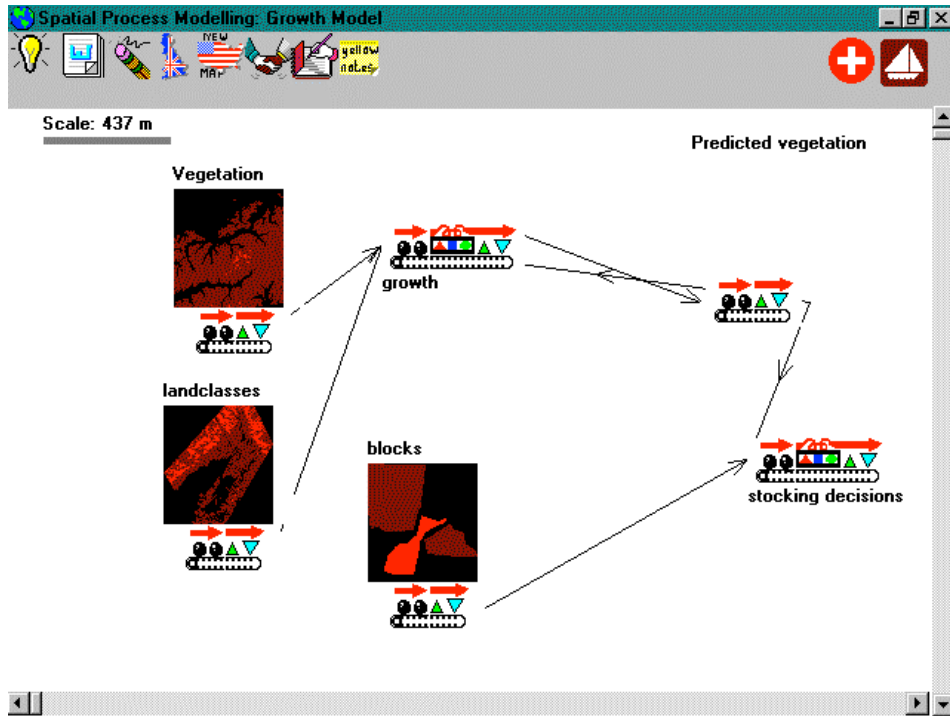 Spatial Process Modelling: Growth Model
NEW
MAP
yellow
notes
Scale: 437 m
Predicted vegetation
Vegetation
growth
landclasses
blocks
stocking decisions